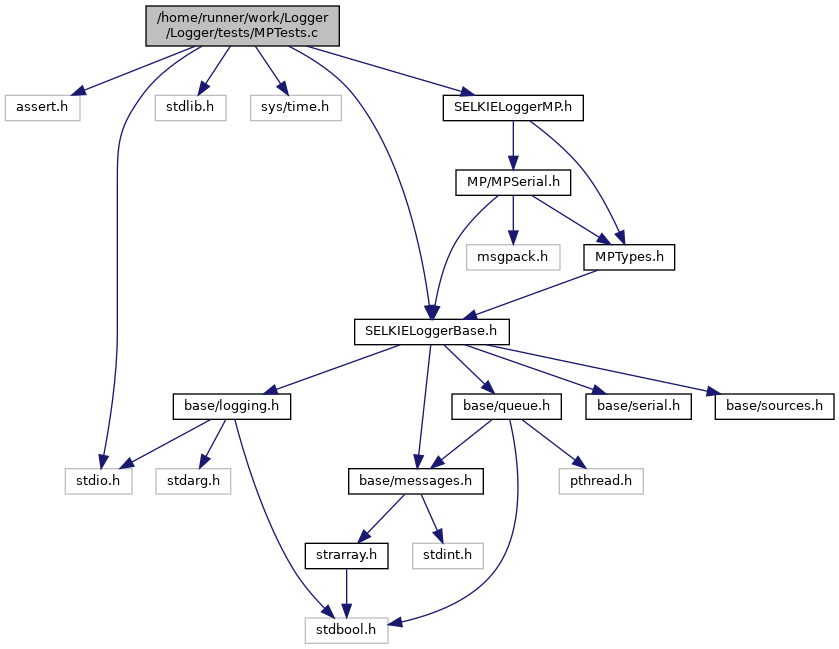 /home/runner/work/Logger
/Logger/tests/MPTests.c
assert.h
stdlib.h
sys/time.h
SELKIELoggerMP.h
MP/MPSerial.h
msgpack.h
MPTypes.h
SELKIELoggerBase.h
base/logging.h
base/queue.h
base/serial.h
base/sources.h
stdio.h
stdarg.h
base/messages.h
pthread.h
strarray.h
stdint.h
stdbool.h